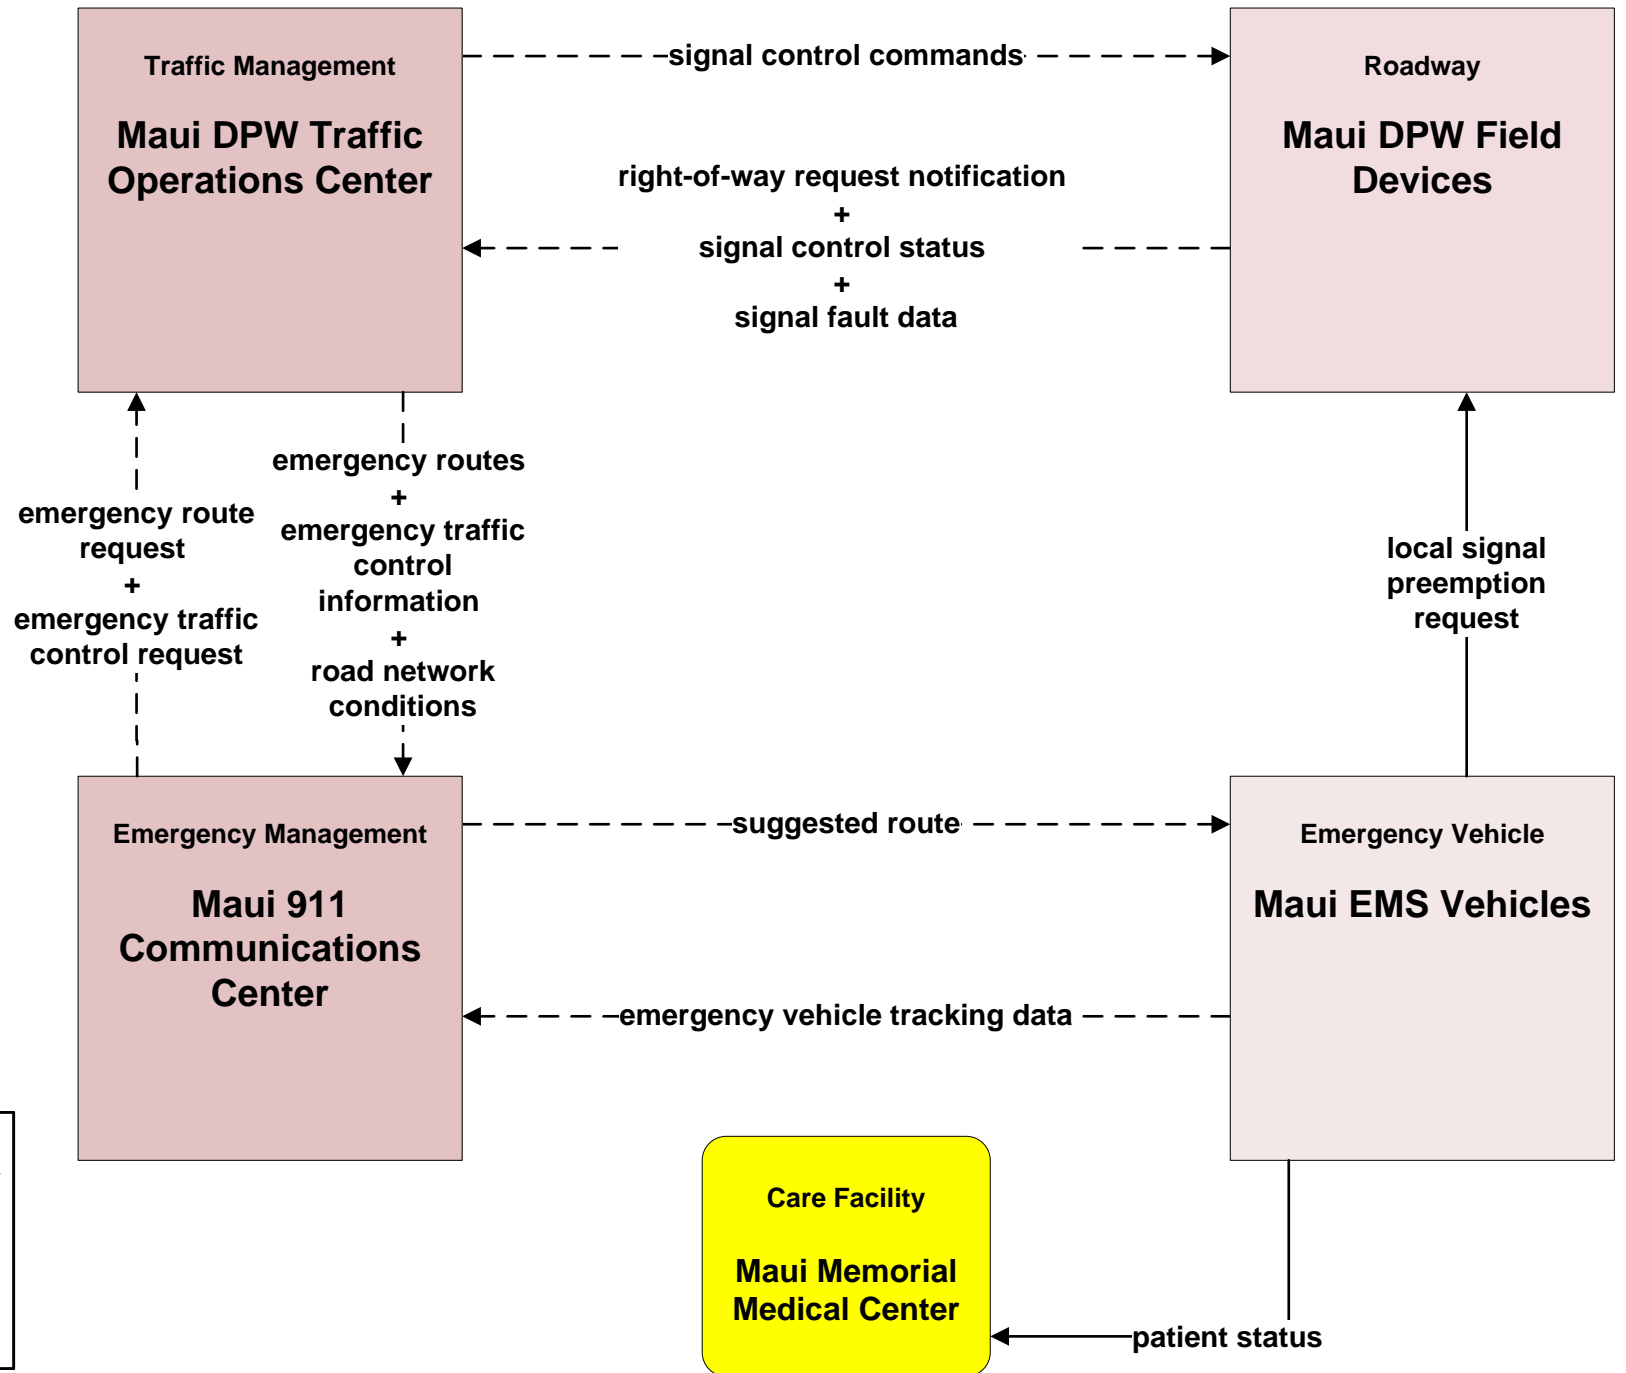 Traffic Management
Maui DPW Traffic
Operations Center
signal control commands
Roadway
Maui DPW Field
Devices
right-of-way request notification
+
signal control status
+
signal fault data
emergency route
request
+
emergency traffic
control request
emergency routes
+
emergency traffic
control
information
+
road network
conditions
local signal
preemption
request
Emergency Management
Maui 911
Communications
Center
suggested route
Emergency Vehicle
Maui EMS Vehicles
emergency vehicle tracking data
Care Facility
Maui Memorial
Medical Center
patient status